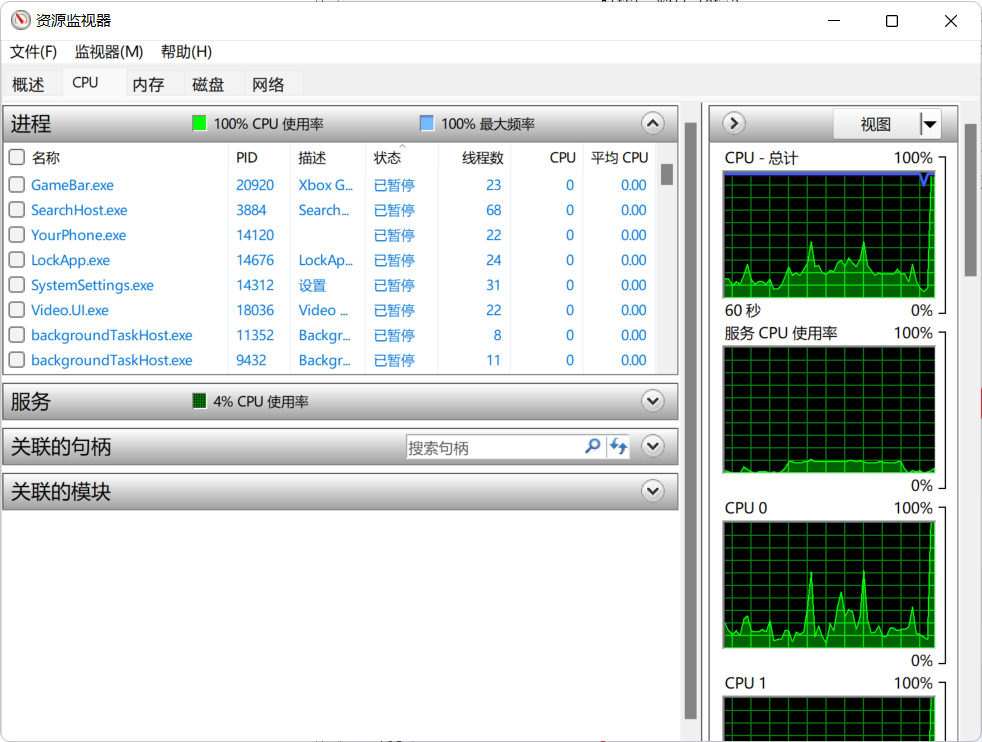 资源监视器
文件(F) 监视器(M) 帮助(H)
概述 CPU 内存 磁盘 网络
进程 100% CPU 使用率 100% 最大频率
名称 PID 描述 状态 线程数 CPU 平均 CPU
GameBar.exe 20920 Xbox G... 已暂停 23 0 0.00
SearchHost.exe 3884 Search... 已暂停 68 0 0.00
YourPhone.exe 14120 已暂停 22 0 0.00
LockApp.exe 14676 LockAp... 已暂停 24 0 0.00
SystemSettings.exe 14312 设置 已暂停 31 0 0.00
Video.UI.exe 18036 Video ... 已暂停 22 0 0.00
backgroundTaskHost.exe 11352 Backgr... 已暂停 8 0 0.00
backgroundTaskHost.exe 9432 Backgr... 已暂停 11 0 0.00
服务 4% CPU 使用率
关联的句柄 搜索句柄
关联的模块
视图
CPU - 总计 100%
60 秒 0%
服务 CPU 使用率 100%
0%
CPU 0 100%
0%
CPU 1 100%